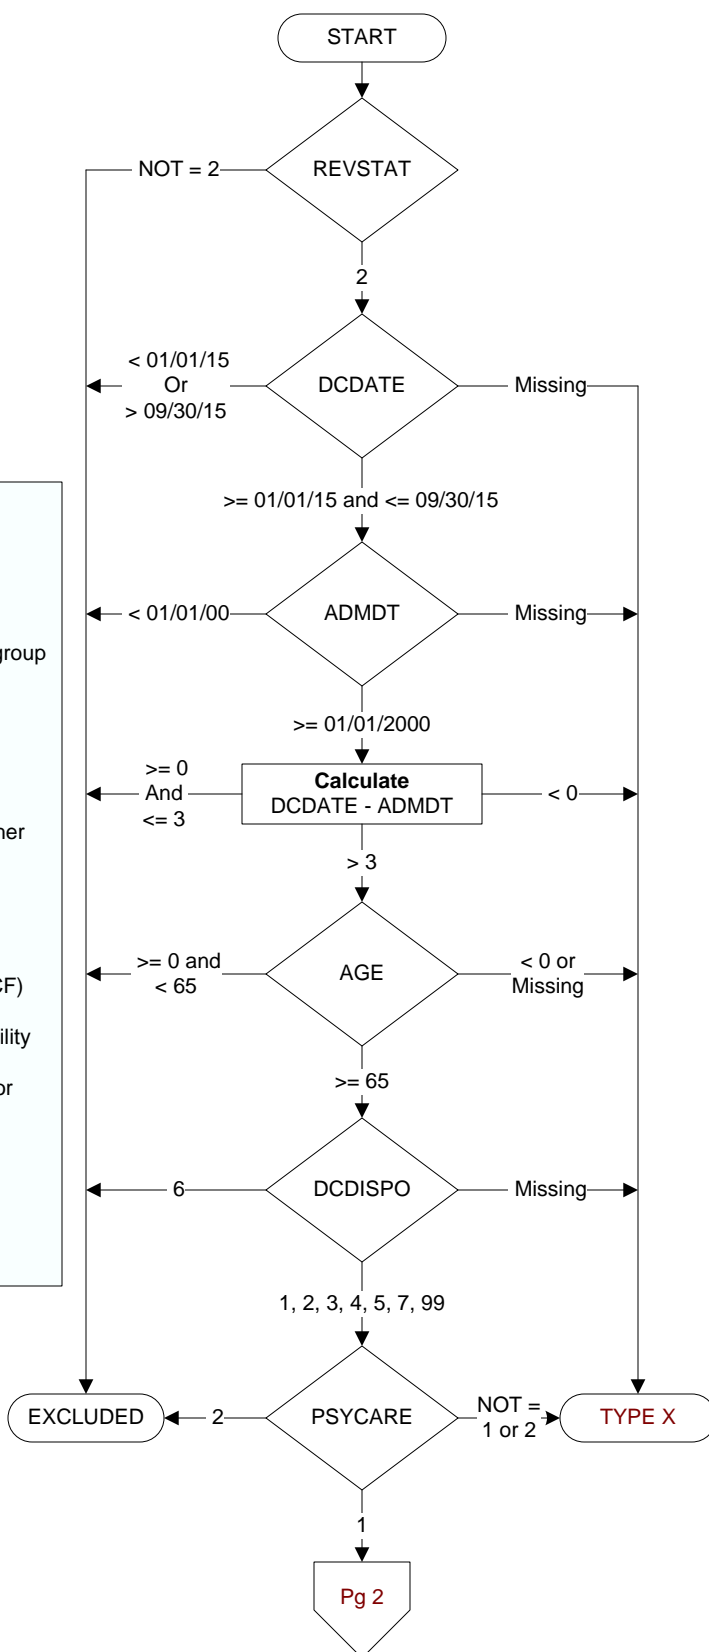 START
REVSTAT
NOT = 2
2
DCDATE
< 01/01/15
Or
> 09/30/15
Missing
>= 01/01/15 and <= 09/30/15
ADMDT
< 01/01/00
Missing
group
>= 01/01/2000
Calculate
DCDATE - ADMDT
>= 0
And
<= 3
< 0
> 3
AGE
>= 0 and
< 65
< 0 or
Missing
CF)
or
>= 65
DCDISPO
6
Missing
1, 2, 3, 4, 5, 7, 99
PSYCARE
EXCLUDED
2
NOT =
1 or 2
TYPE X
1
Pg 2